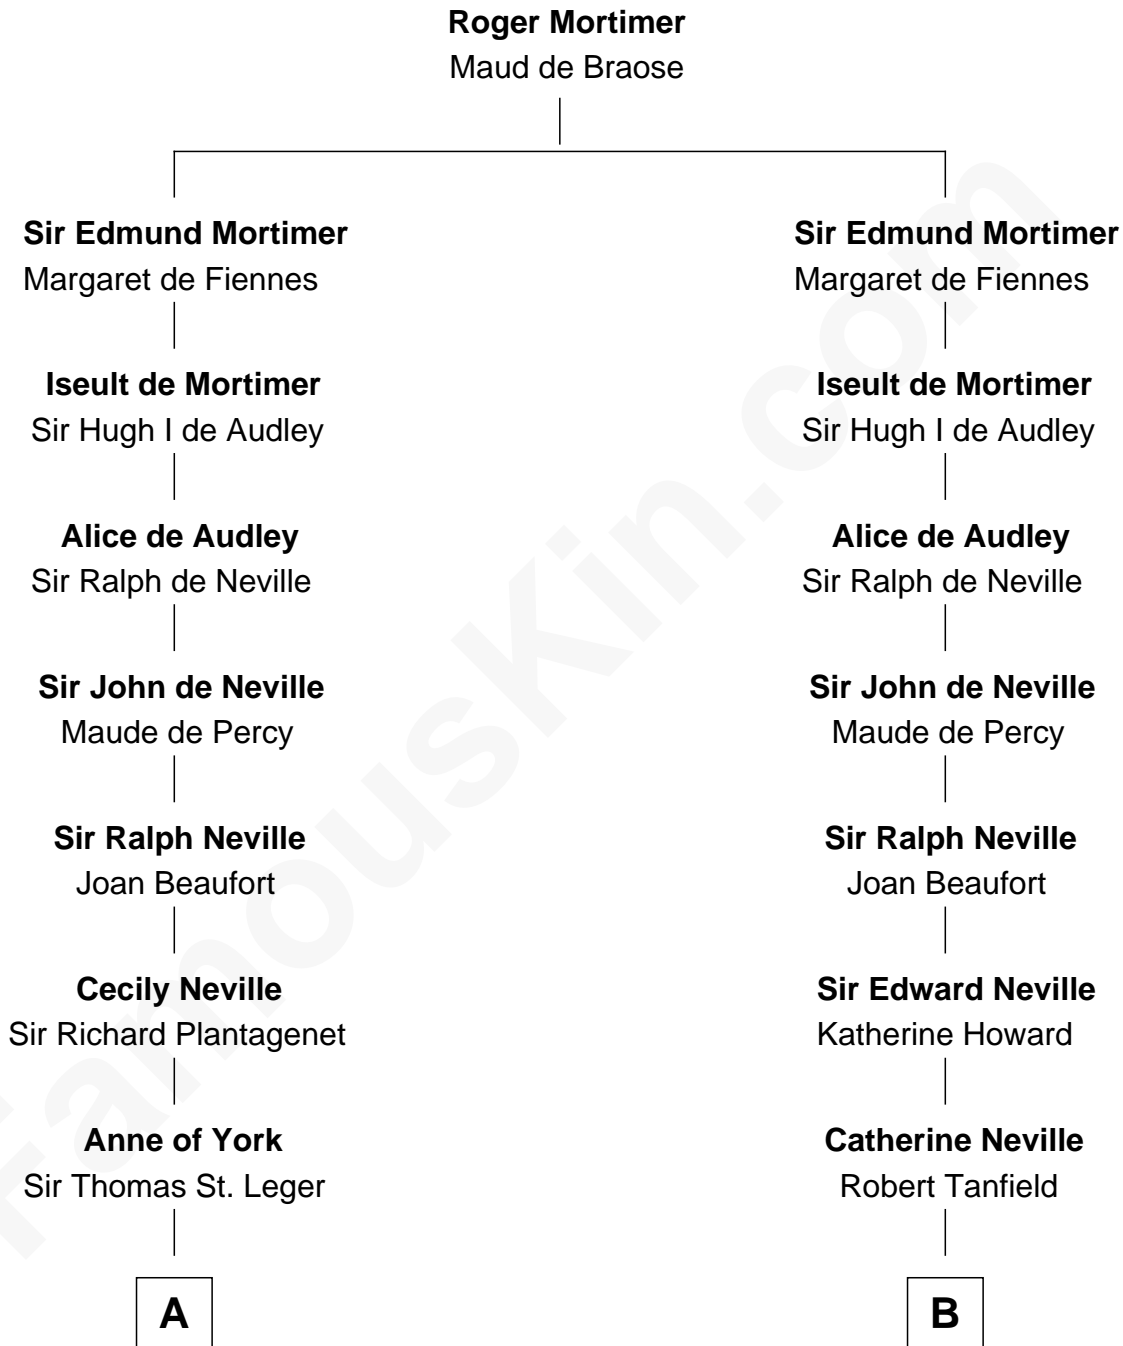 Roger Mortimer
Maud de Braose
Sir Edmund Mortimer
Margaret de Fiennes
Iseult de Mortimer
Sir Hugh I de Audley
Alice de Audley
Sir Ralph de Neville
Sir John de Neville
Maude de Percy
Sir Ralph Neville
Joan Beaufort
Cecily Neville
Sir Richard Plantagenet
Anne of York
Sir Thomas St. Leger
A
Sir Edmund Mortimer
Margaret de Fiennes
Iseult de Mortimer
Sir Hugh I de Audley
Alice de Audley
Sir Ralph de Neville
Sir John de Neville
Maude de Percy
Sir Ralph Neville
Joan Beaufort
Sir Edward Neville
Katherine Howard
Catherine Neville
Robert Tanfield
B
FamousKin.com